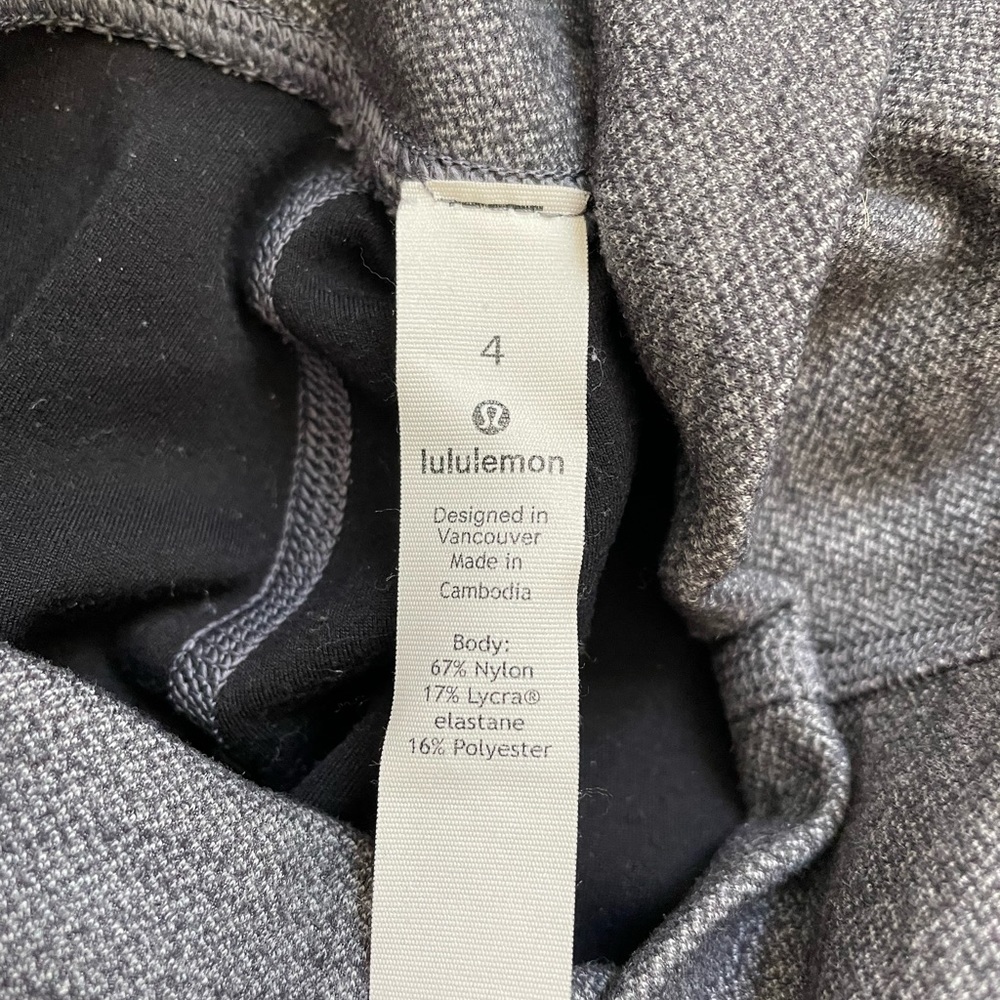 4
lululemon
Designed in
Vancouver
Made in
Cambodia
Body:
67% Nylon
17% Lycra®
elastane
16% Polyester